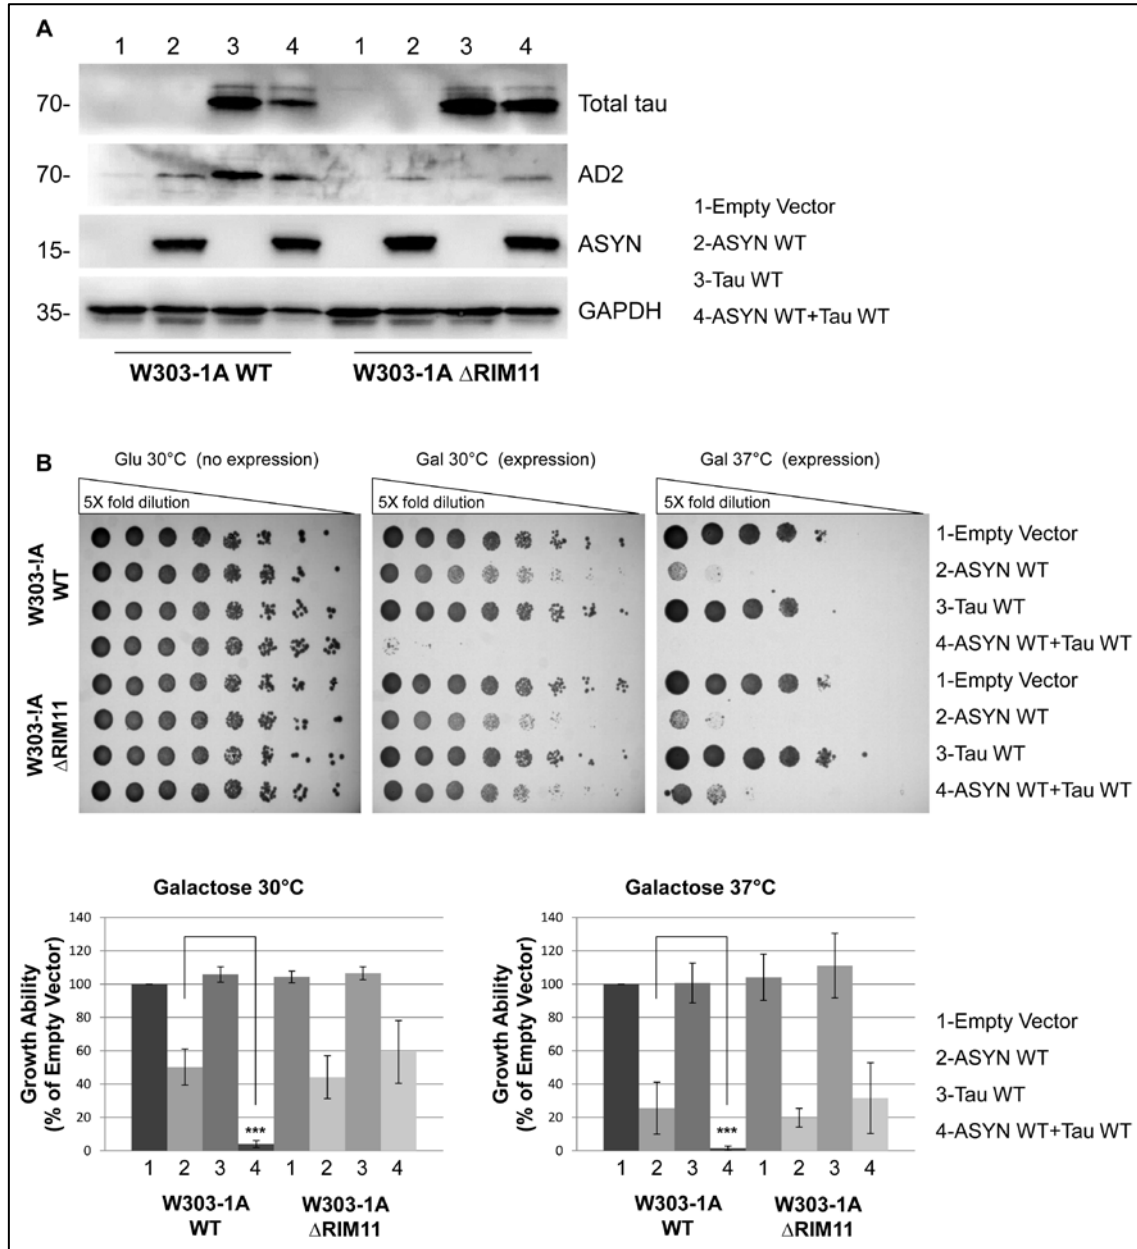 A
1 2 3 4 1 2 3 4
70- Total tau
70- AD2
15- ASYN
35- GAPDH
1-Empty Vector
2-ASYN WT
3-Tau WT
4-ASYN WT+Tau WT
W303-1A WT W303-1A ΔRIM11
B
Glu 30°C (no expression) Gal 30°C (expression) Gal 37°C (expression)
5X fold dilution 5X fold dilution 5X fold dilution
W303-!A
WT
W303-!A
ΔRIM11
1-Empty Vector
2-ASYN WT
3-Tau WT
4-ASYN WT+Tau WT
1-Empty Vector
2-ASYN WT
3-Tau WT
4-ASYN WT+Tau WT
Galactose 30°C
Growth Ability
(% of Empty Vector)
140
120
100
80
60
40
20
0
***
1 2 3 4 1 2 3 4
W303-1A W303-1A
WT ΔRIM11
Galactose 37°C
Growth Ability
(% of Empty Vector)
140
120
100
80
60
40
20
0
***
1 2 3 4 1 2 3 4
W303-1A W303-1A
WT ΔRIM11
1-Empty Vector
2-ASYN WT
3-Tau WT
4-ASYN WT+Tau WT